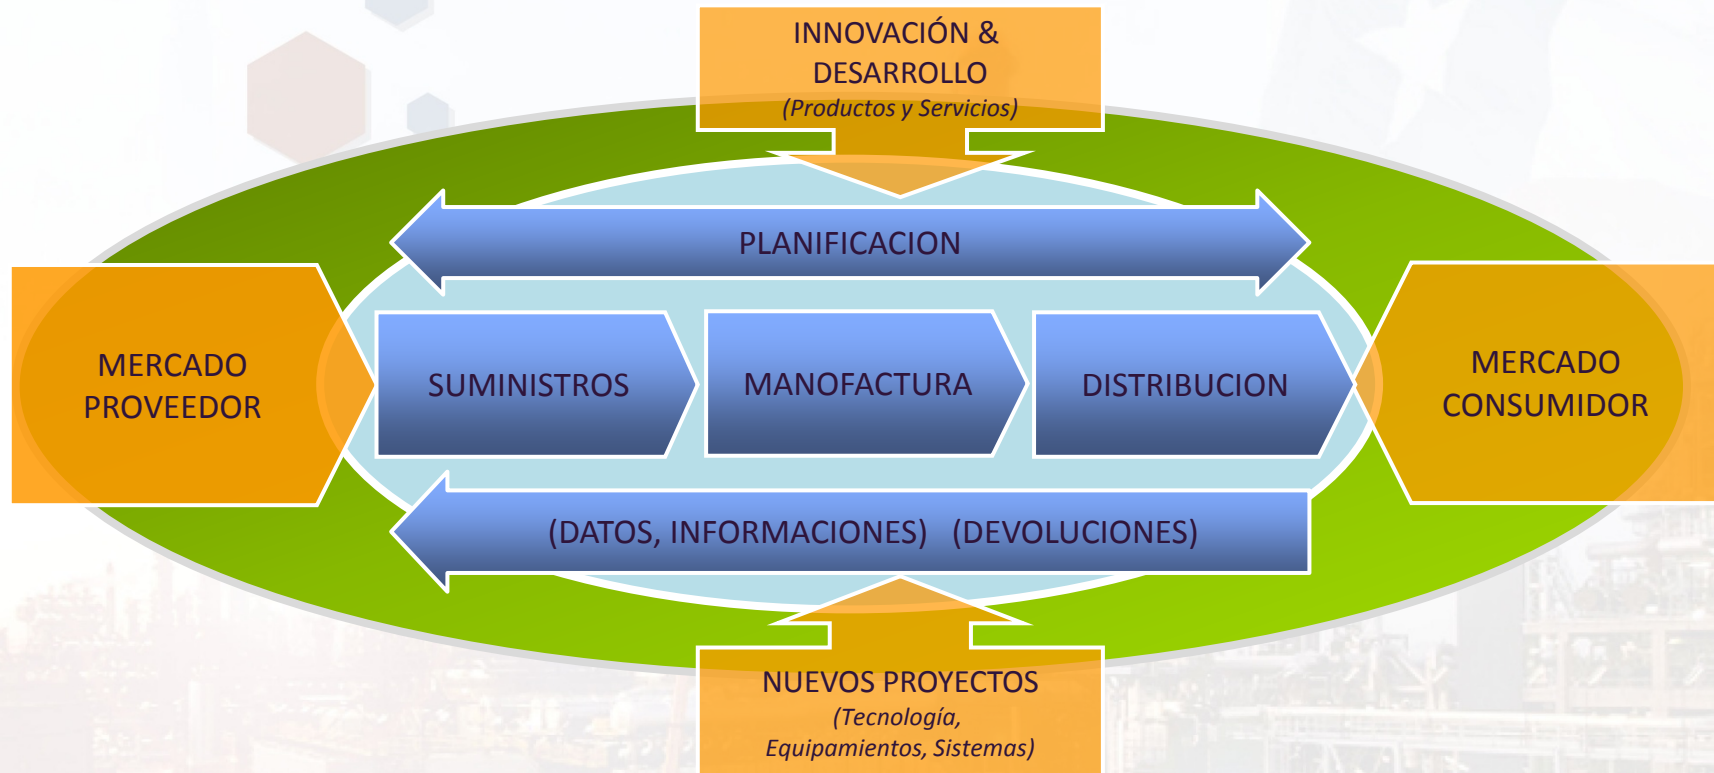 INNOVACIÓN &
DESARROLLO
(Productos y Servicios)
PLANIFICACION
MERCADO
PROVEEDOR
SUMINISTROS
MANOFACTURA
DISTRIBUCION
MERCADO
CONSUMIDOR
(DATOS, INFORMACIONES) (DEVOLUCIONES)
NUEVOS PROYECTOS
(Tecnología,
Equipamientos, Sistemas)